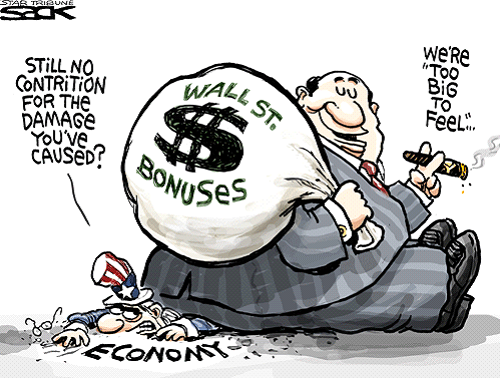 STAR TRIBUNE
SACK
STILL NO
CONTRITION
FOR THE
DAMAGE
YOU'VE
CAUSED?
WALL ST.
$
BONUSES
WE'RE
"TOO
BIG
TO
FEEL"...
ECONOMY